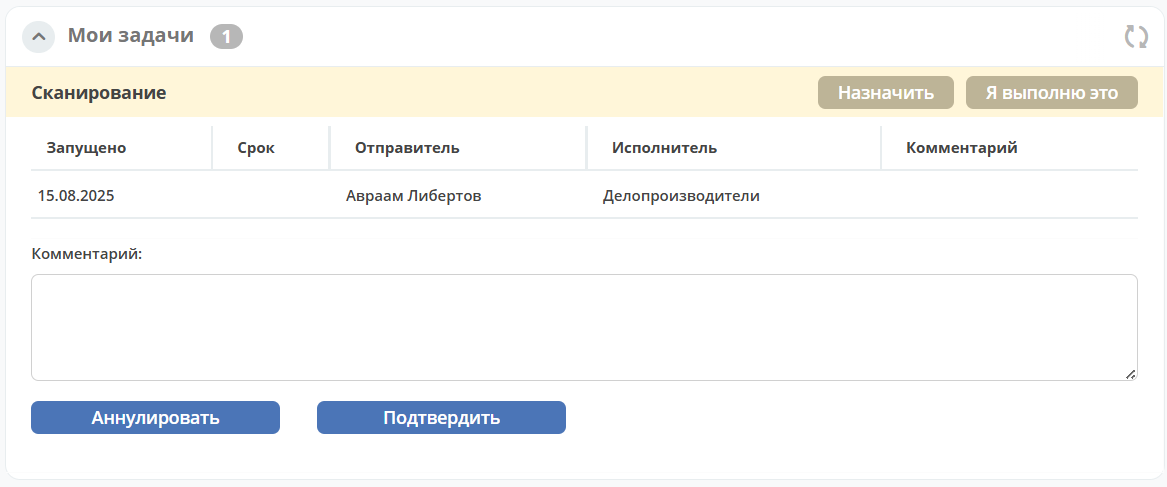 Мои задачи 1
Сканирование Назначить Я выполню это
Запущено Срок Отправитель Исполнитель Комментарий
15.08.2025 Авраам Либертов Делопроизводители
Комментарий:
Аннулировать Подтвердить